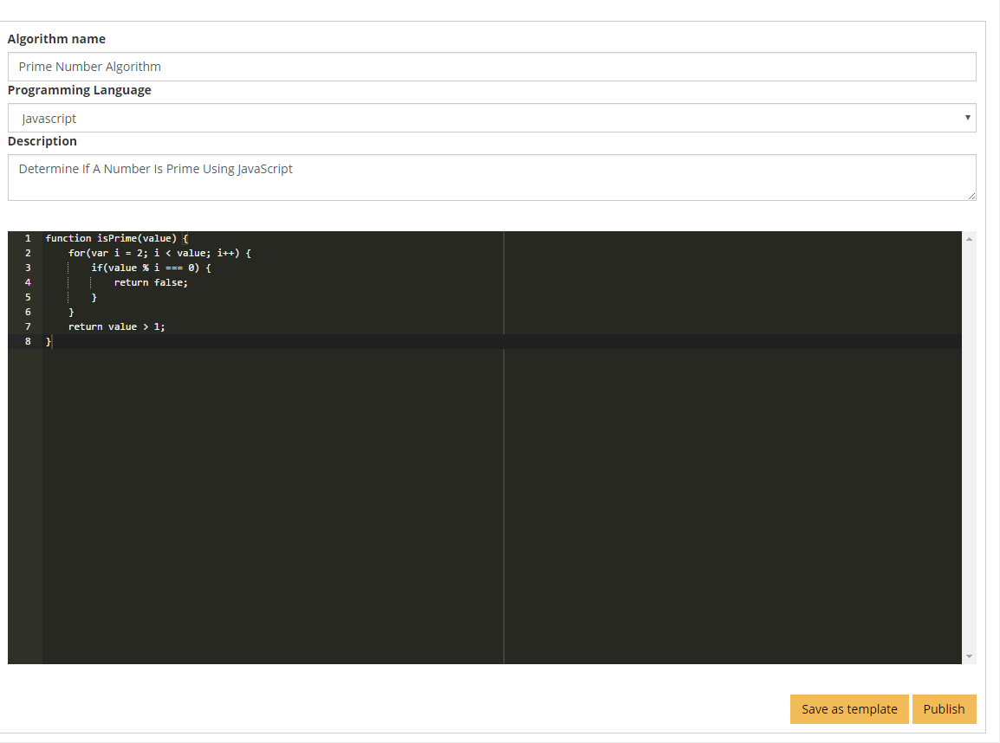 Algorithm name
Prime Number Algorithm
Programming Language
Javascript
Description
Determine If A Number Is Prime Using JavaScript
1 function isPrime(value) {
2     for(var i = 2; i < value; i++) {
3         if(value % i === 0) {
4             return false;
5         }
6     }
7     return value > 1;
8 }
Save as template Publish